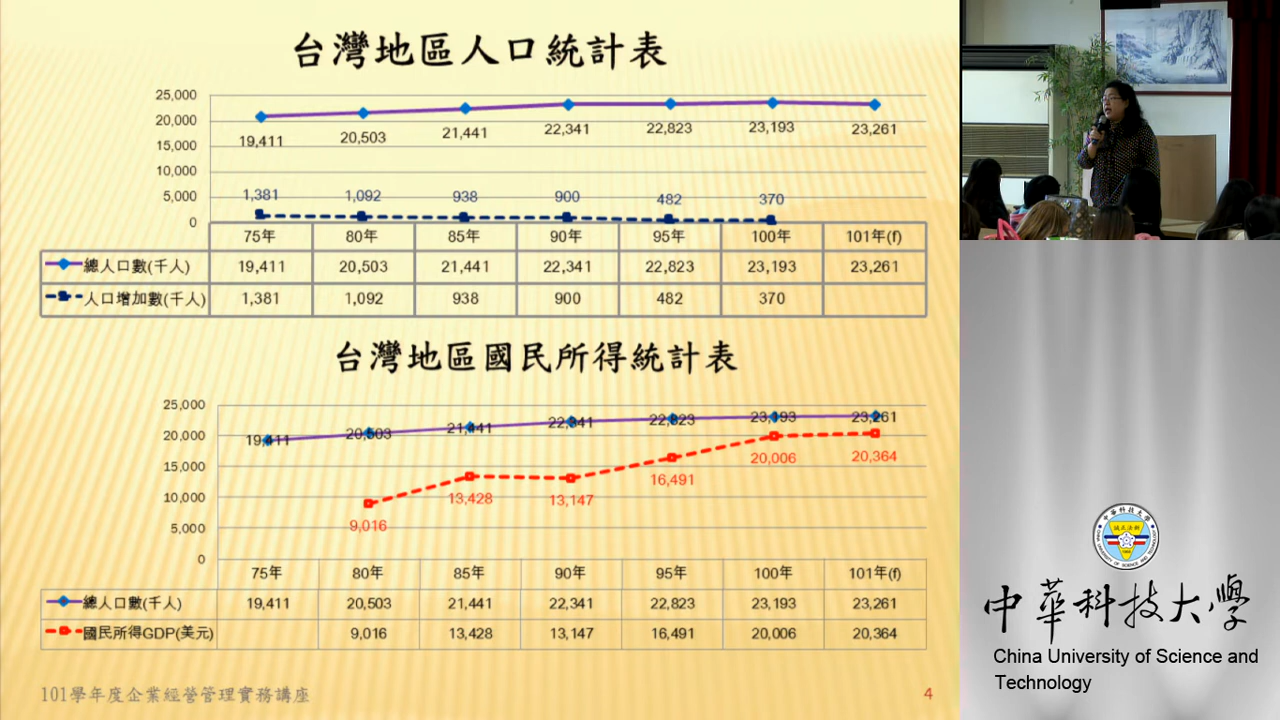 台灣地區人口統計表
25,000
20,000
15,000
10,000
5,000
0
19,411 20,503 21,441 22,341 22,823 23,193 23,261
1,381 1,092 938 900 482 370
75年 80年 85年 90年 95年 100年 101年(f)
總人口數(千人) 19,411 20,503 21,441 22,341 22,823 23,193 23,261
人口增加數(千人) 1,381 1,092 938 900 482 370
台灣地區國民所得統計表
25,000
20,000
15,000
10,000
5,000
0
19,411 20,503 21,441 22,341 22,823 23,193 23,261
9,016 13,428 13,147 16,491 20,006 20,364
75年 80年 85年 90年 95年 100年 101年(f)
總人口數(千人) 19,411 20,503 21,441 22,341 22,823 23,193 23,261
國民所得GDP(美元) 9,016 13,428 13,147 16,491 20,006 20,364
101學年度企業經營管理實務講座
4
中華科技大學
China University of Science and
Technology